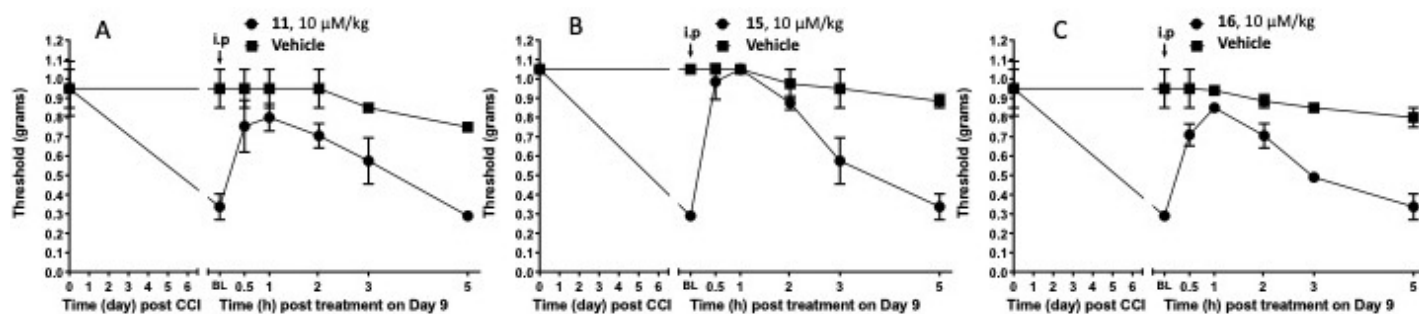 A
i.p
11, 10 μM/kg
Vehicle
Threshold (grams)
1.2
1.1
1.0
0.9
0.8
0.7
0.6
0.5
0.4
0.3
0.2
0.1
0.0
0 1 2 3 4 5 6
BL 0.5 1 2 3 5
Time (day) post CCI
Time (h) post treatment on Day 9
B
i.p
15, 10 μM/kg
Vehicle
Threshold (grams)
1.2
1.1
1.0
0.9
0.8
0.7
0.6
0.5
0.4
0.3
0.2
0.1
0.0
0 1 2 3 4 5 6
BL 0.5 1 2 3 5
Time (day) post CCI
Time (h) post treatment on Day 9
C
i.p
16, 10 μM/kg
Vehicle
Threshold (grams)
1.2
1.1
1.0
0.9
0.8
0.7
0.6
0.5
0.4
0.3
0.2
0.1
0.0
0 1 2 3 4 5 6
BL 0.5 1 2 3 5
Time (day) post CCI
Time (h) post treatment on Day 9